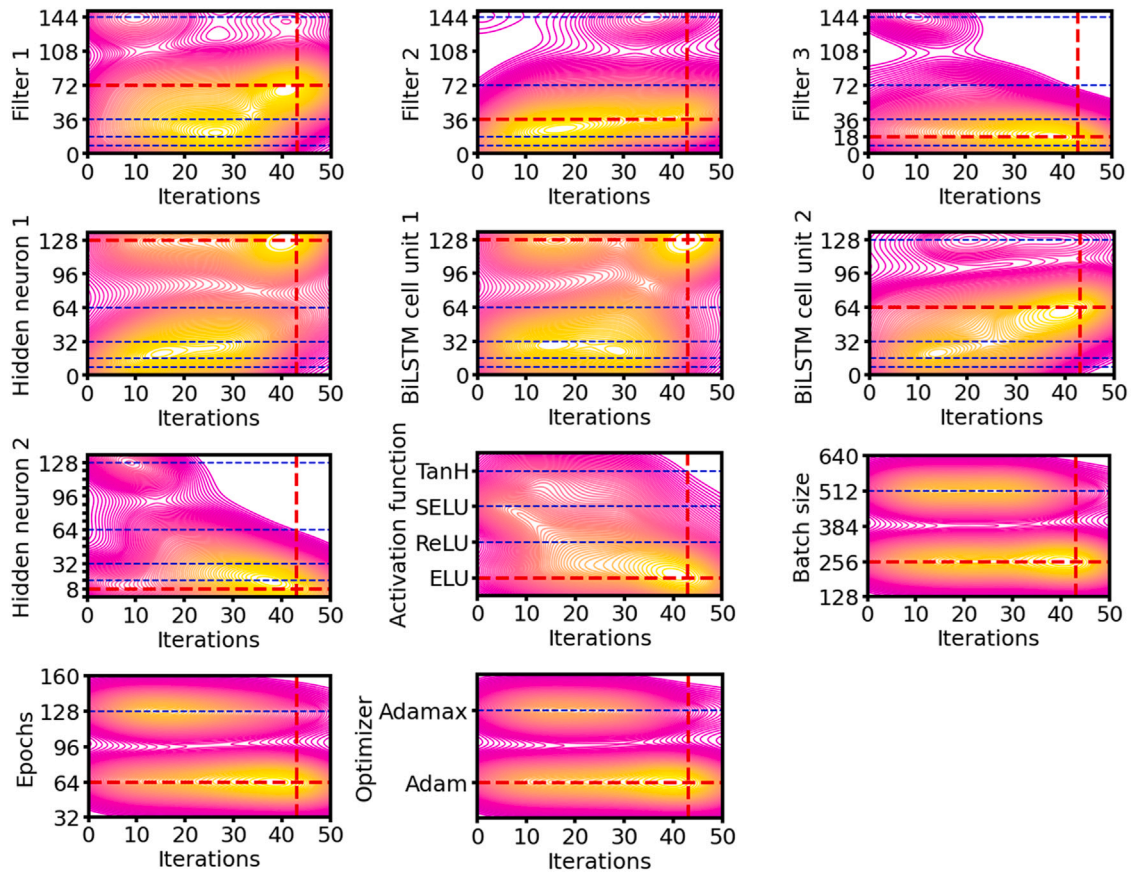 Filter 1
144
108
72
36
0
0 10 20 30 40 50
Iterations
Filter 2
144
108
72
36
0
0 10 20 30 40 50
Iterations
Filter 3
144
108
72
36
18
0
0 10 20 30 40 50
Iterations
Hidden neuron 1
128
96
64
32
0
0 10 20 30 40 50
Iterations
BiLSTM cell unit 1
128
96
64
32
0
0 10 20 30 40 50
Iterations
BiLSTM cell unit 2
128
96
64
32
0
0 10 20 30 40 50
Iterations
Hidden neuron 2
128
96
64
32
8
0 10 20 30 40 50
Iterations
Activation function
TanH
SELU
ReLU
ELU
0 10 20 30 40 50
Iterations
Batch size
640
512
384
256
128
0 10 20 30 40 50
Iterations
Epochs
160
128
96
64
32
0 10 20 30 40 50
Iterations
Optimizer
Adamax
Adam
0 10 20 30 40 50
Iterations